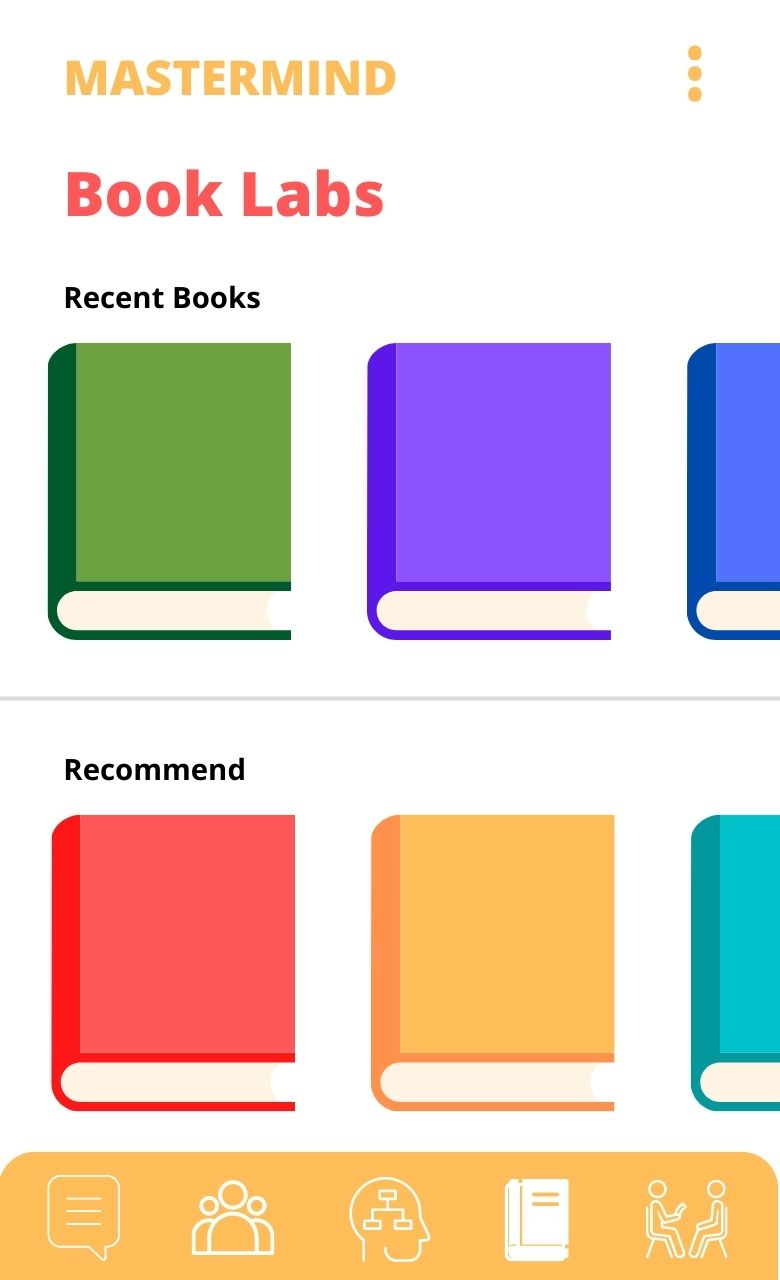 MASTERMIND
Book Labs
Recent Books
Recommend